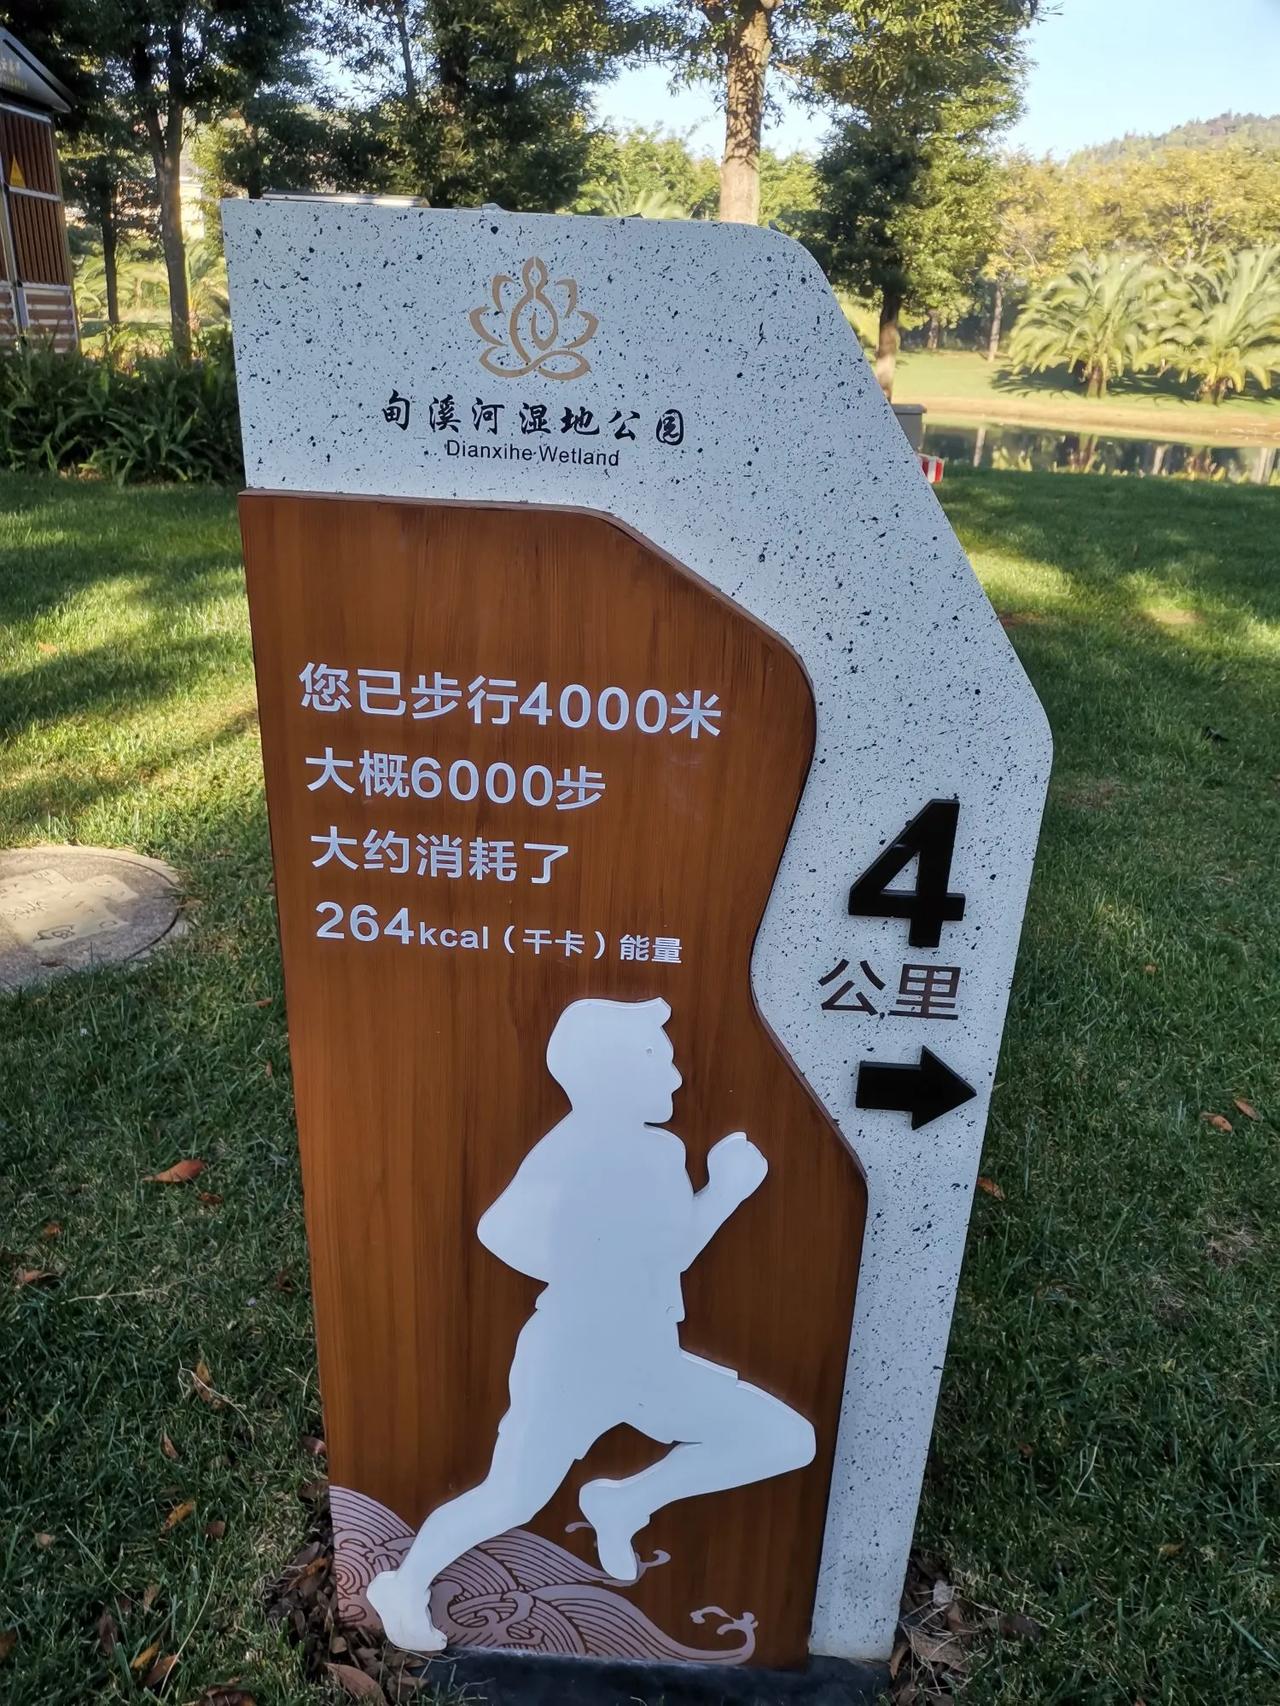 甸溪河湿地公园
Dianxihe Wetland
您已步行4000米
大概6000步
大约消耗了
264kcal（千卡）能量
4
公里